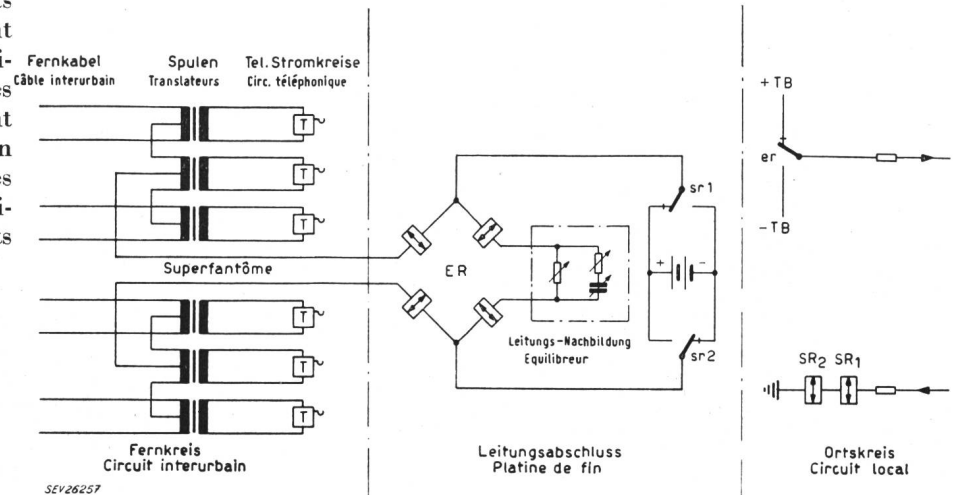 Fernkabel
Câble interurbain
Spulen
Translateurs
Tel. Stromkreise
Circ. téléphonique
T
T
T
Superfantôme
T
T
T
Fernkreis
Circuit interurbain
SEV26257
ER
sr1
+ -
sr2
Leitungs-Nachbildung
Equilibreur
Leitungsabschluss
Platine de fin
+TB
er
-TB
SR2 SR1
Ortskreis
Circuit local